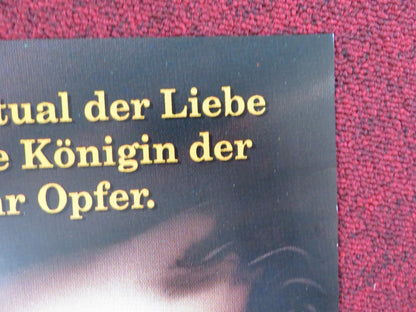 tual der Liebe
e Königin der
r Opfer.